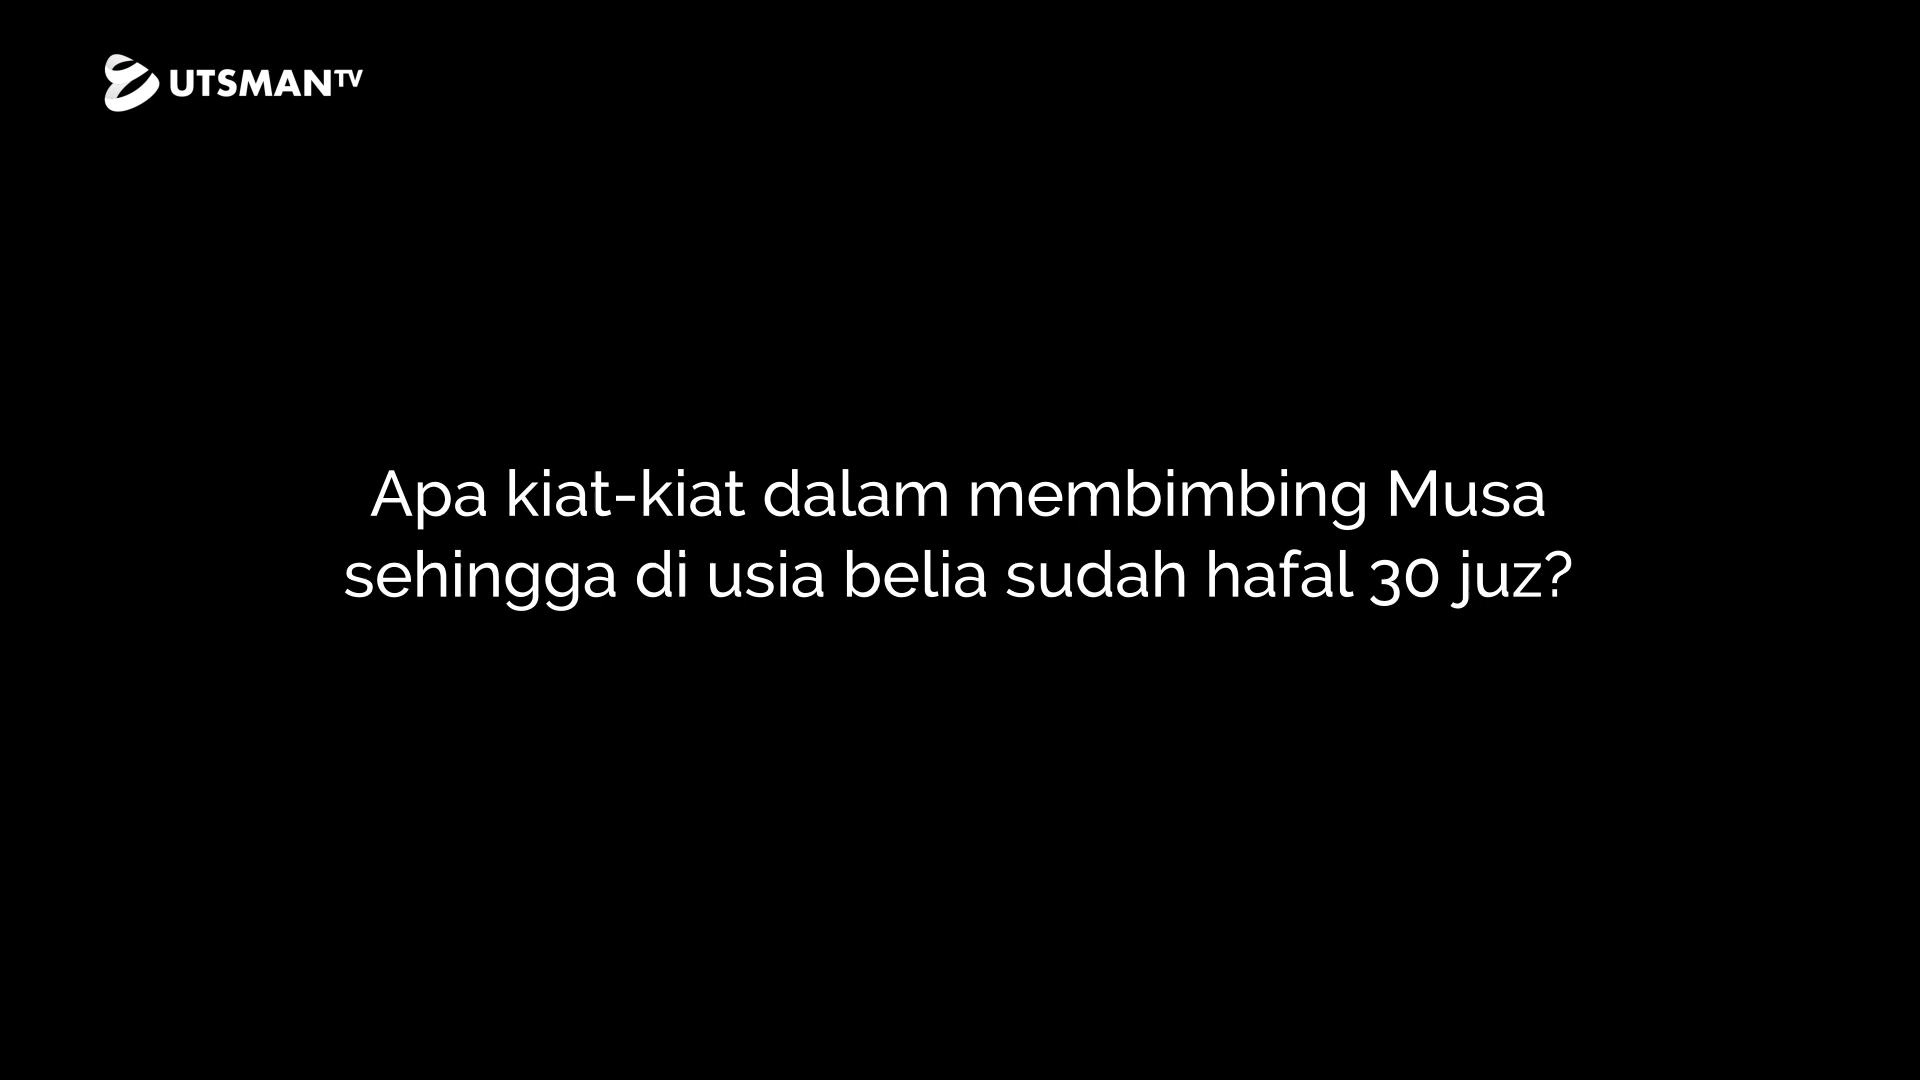 UTSMANTV
Apa kiat-kiat dalam membimbing Musa
sehingga di usia belia sudah hafal 30 juz?